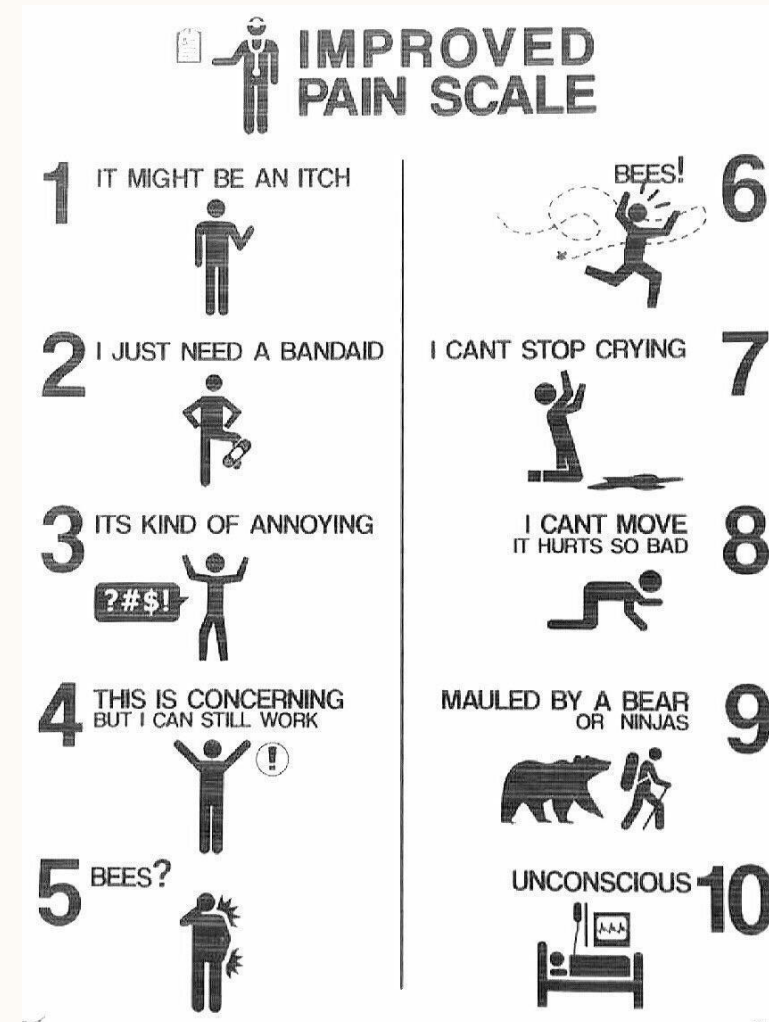 IMPROVED
PAIN SCALE
1 IT MIGHT BE AN ITCH
2 I JUST NEED A BANDAID
3 ITS KIND OF ANNOYING
?#$!
4 THIS IS CONCERNING
BUT I CAN STILL WORK
!
5 BEES?
BEES! 6
I CANT STOP CRYING 7
I CANT MOVE 8
IT HURTS SO BAD
MAULED BY A BEAR 9
OR NINJAS
UNCONSCIOUS 10